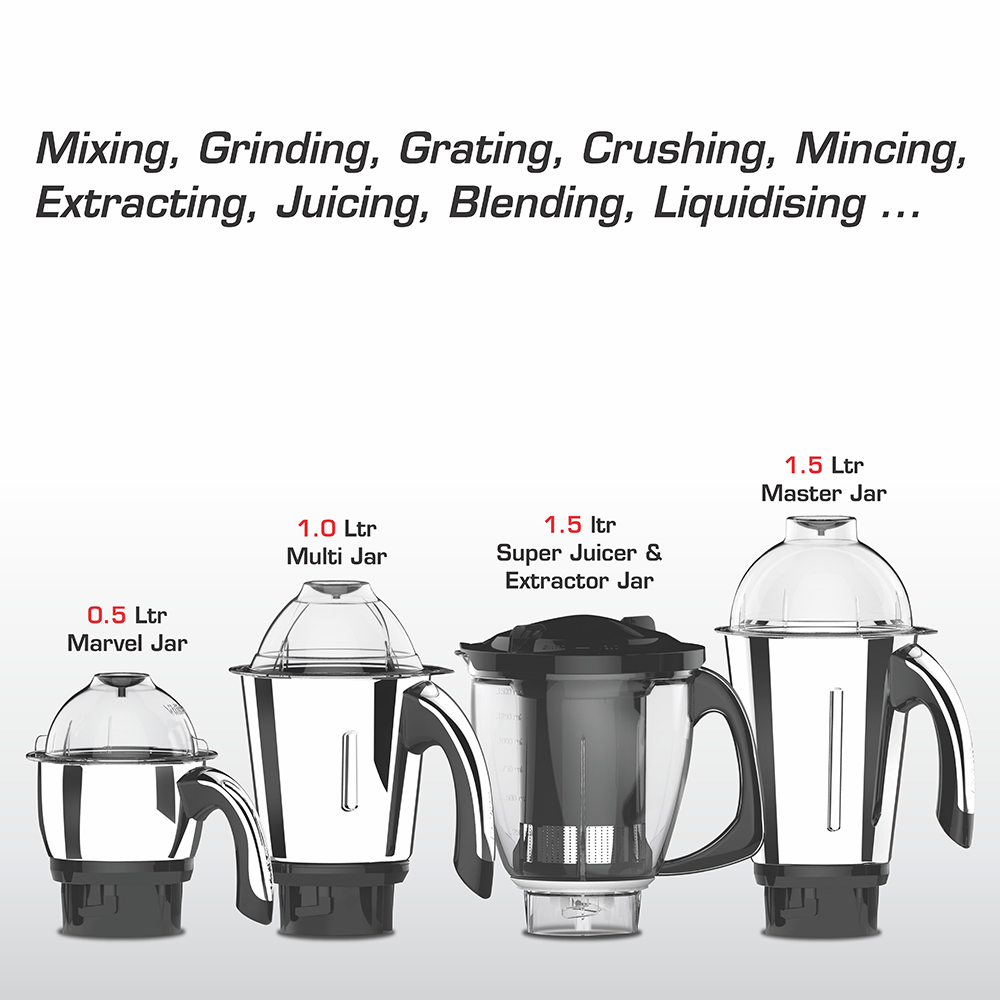 Mixing, Grinding, Grating, Crushing, Mincing,
Extracting, Juicing, Blending, Liquidising ...
1.5 Ltr
Master Jar
1.0 Ltr
Multi Jar
1.5 ltr
Super Juicer &
Extractor Jar
0.5 Ltr
Marvel Jar